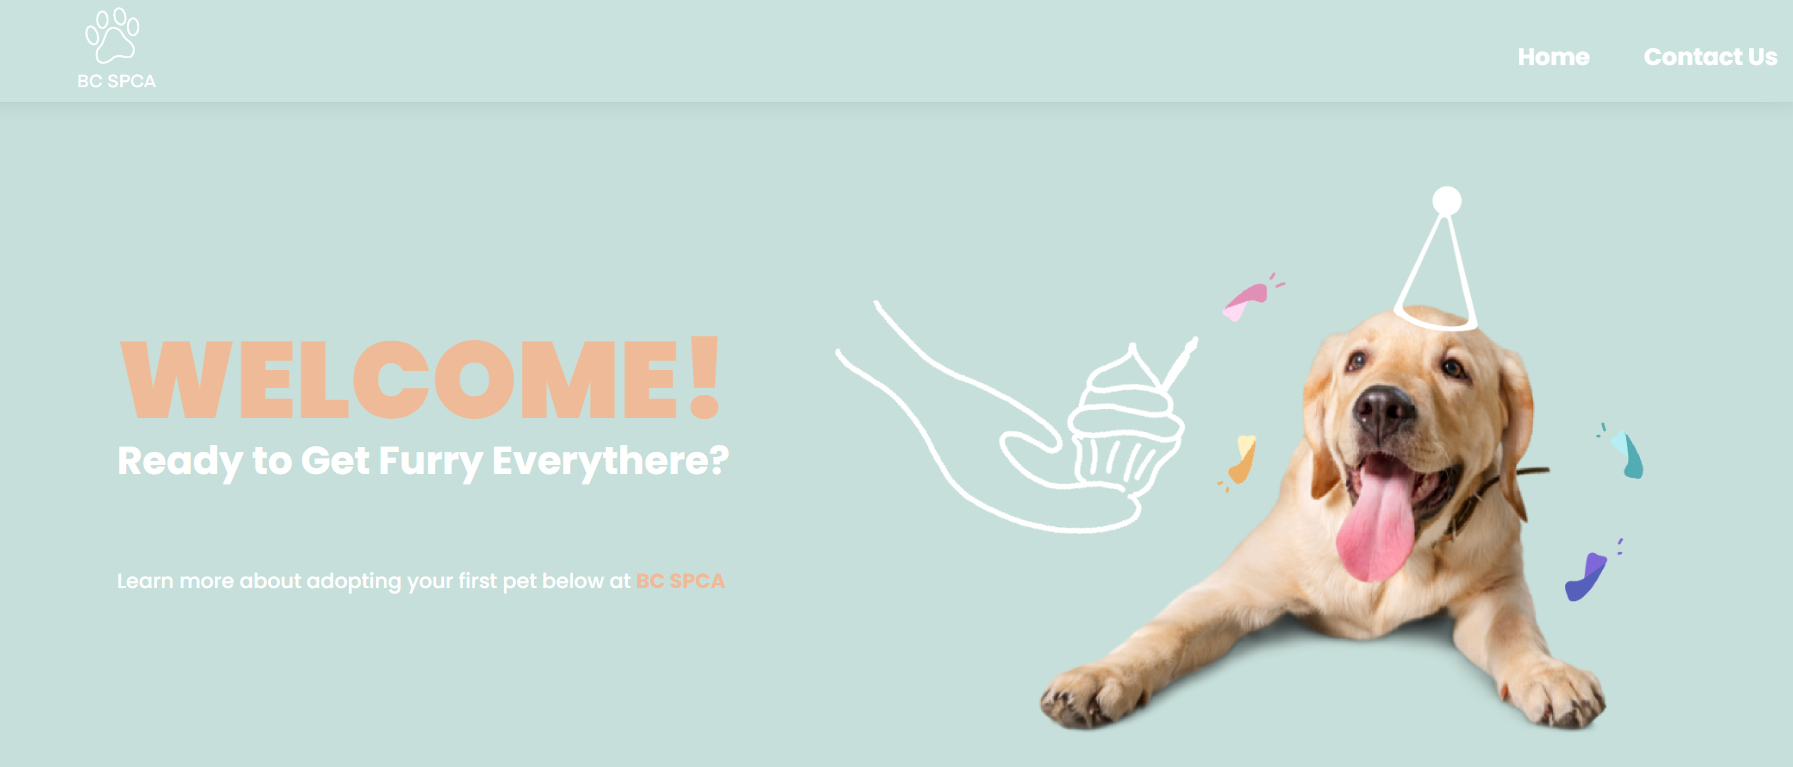 BC SPCA
Home
Contact Us
WELCOME!
Ready to Get Furry Everythere?
Learn more about adopting your first pet below at BC SPCA